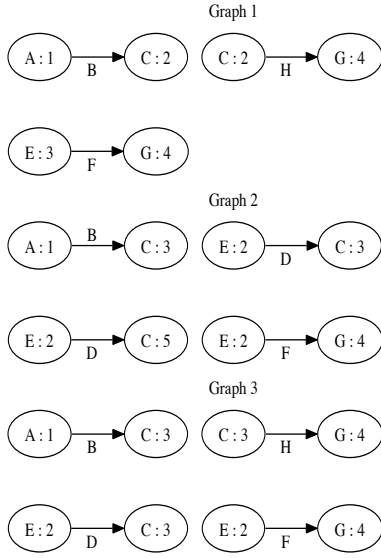 Graph 1
A : 1 B C : 2 C : 2 H G : 4
E : 3 F G : 4
Graph 2
A : 1 B C : 3 E : 2 D C : 3
E : 2 D C : 5 E : 2 F G : 4
Graph 3
A : 1 B C : 3 C : 3 H G : 4
E : 2 D C : 3 E : 2 F G : 4